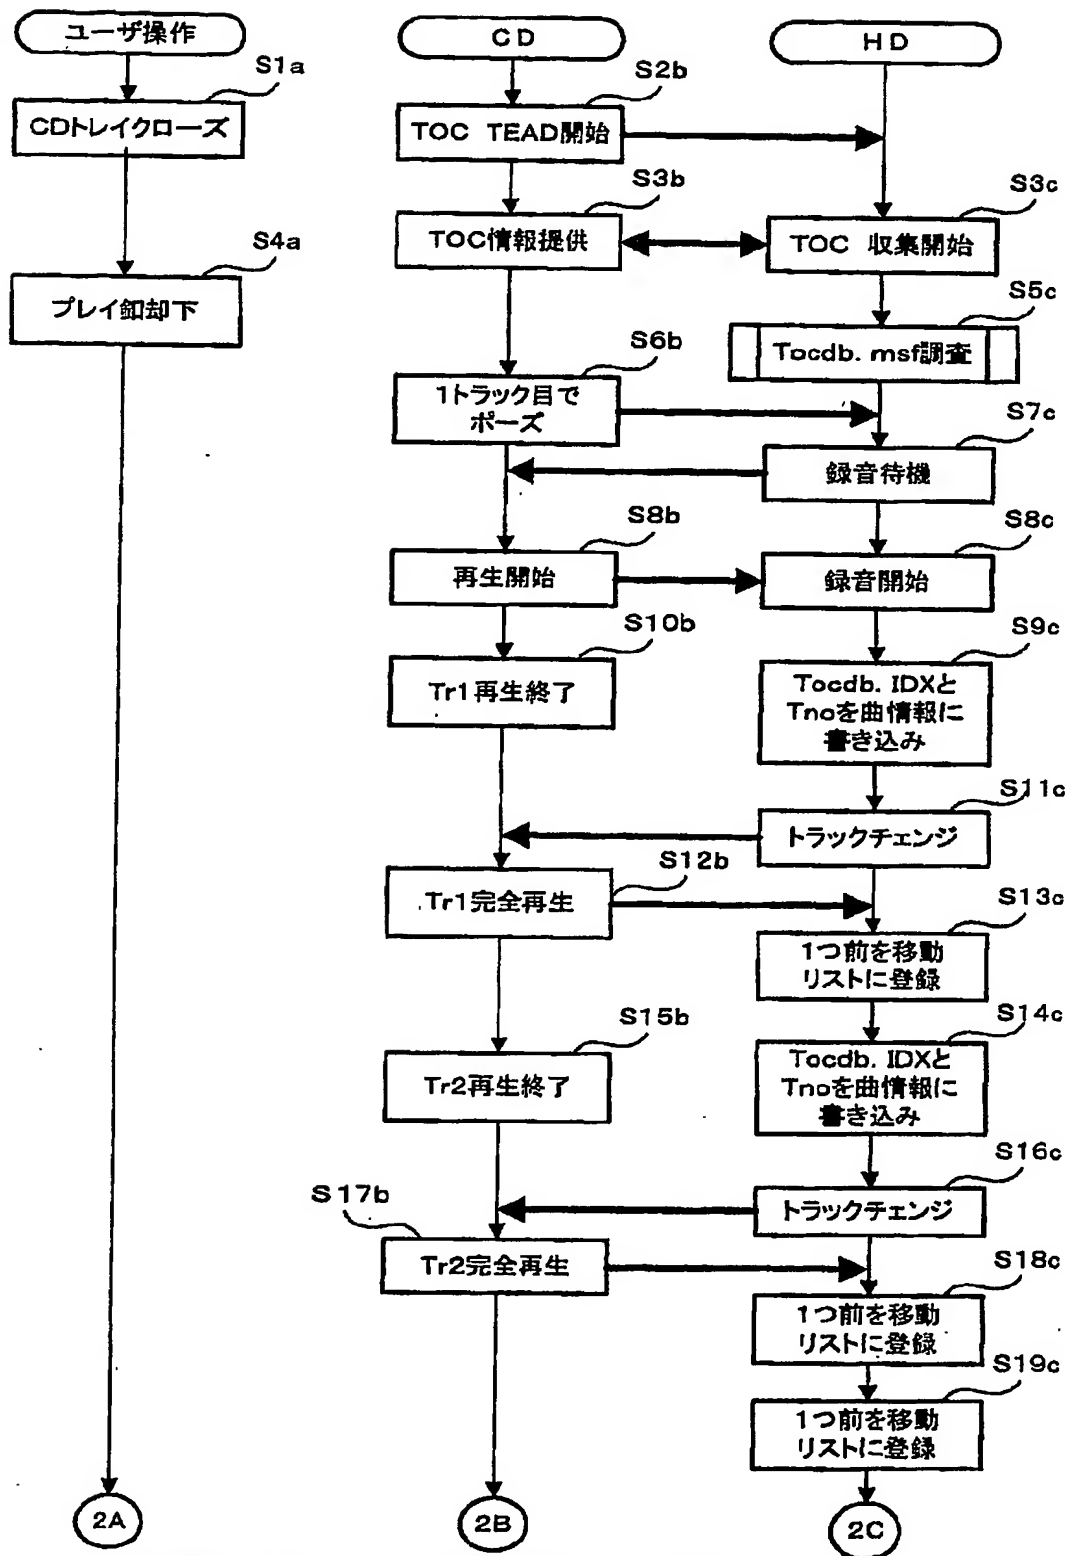 ユーザ操作
S1a
CDトレイクローズ
S4a
プレイ釦却下
2A
CD
S2b
TOC TEAD開始
S3b
TOC情報提供
S6b
1トラック目で
ポーズ
S8b
再生開始
S10b
Tr1再生終了
S12b
Tr1完全再生
S15b
Tr2再生終了
S17b
Tr2完全再生
2B
HD
S3c
TOC 収集開始
S5c
Tocdb. msf調査
S7c
録音待機
S8c
録音開始
S9c
Tocdb. IDXと
Tnoを曲情報に
書き込み
S11c
トラックチェンジ
S13c
1つ前を移動
リストに登録
S14c
Tocdb. IDXと
Tnoを曲情報に
書き込み
S16c
トラックチェンジ
S18c
1つ前を移動
リストに登録
S19c
1つ前を移動
リストに登録
2C